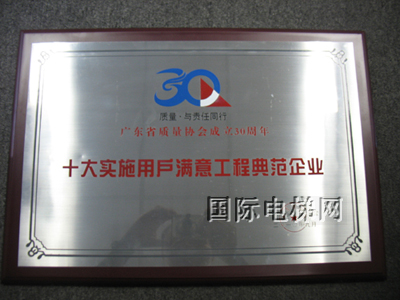 30
质量·与责任同行
广东省质量协会成立30周年
十大实施用戶满意工程典范企业
国际电梯网